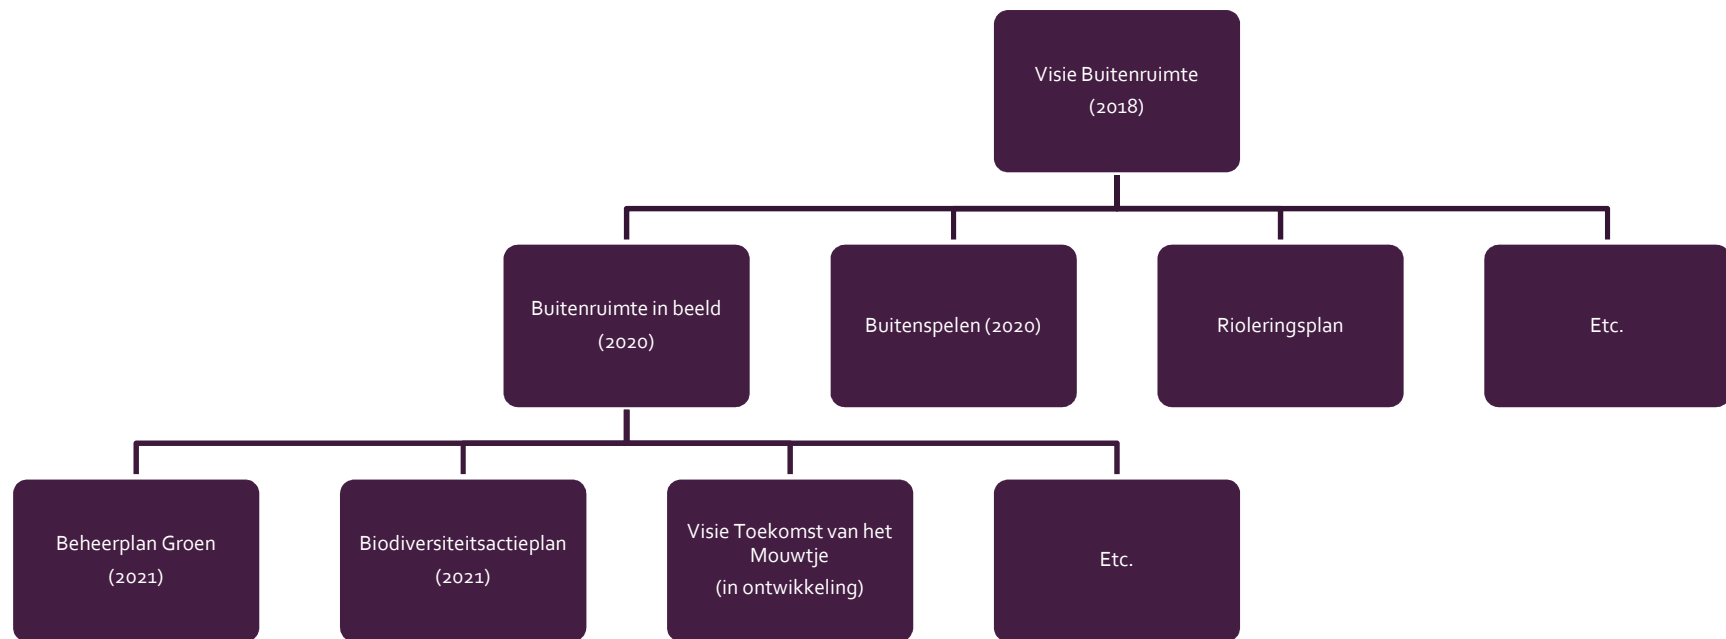 Visie Buitenruimte
(2018)
Buitenruimte in beeld
(2020)
Buitenspelen (2020)
Rioleringsplan
Etc.
Beheerplan Groen
(2021)
Biodiversiteitsactieplan
(2021)
Visie Toekomst van het
Mouwtje
(in ontwikkeling)
Etc.